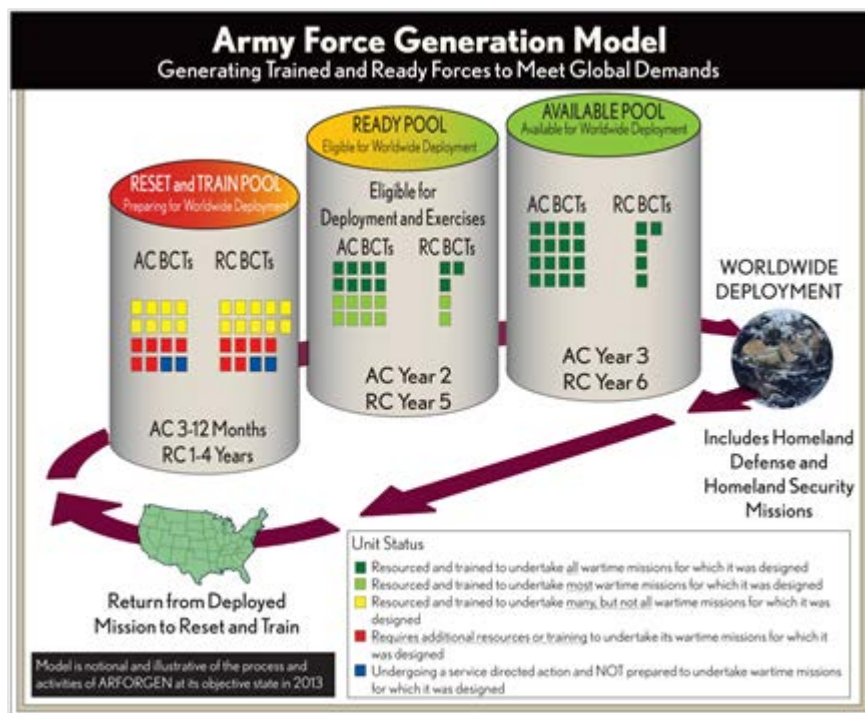 Army Force Generation Model
Generating Trained and Ready Forces to Meet Global Demands
RESET and TRAIN POOL
Preparing for Worldwide Deployment
AC BCTs RC BCTs
AC 3-12 Months
RC 1-4 Years
READY POOL
Eligible for Worldwide Deployment
Eligible for
Deployment and Exercises
AC BCTs RC BCTs
AC Year 2
RC Year 5
AVAILABLE POOL
Available for Worldwide Deployment
AC BCTs RC BCTs
AC Year 3
RC Year 6
WORLDWIDE
DEPLOYMENT
Includes Homeland
Defense and
Homeland Security
Missions
Return from Deployed
Mission to Reset and Train
Unit Status
Resourced and trained to undertake all wartime missions for which it was designed
Resourced and trained to undertake most wartime missions for which it was designed
Resourced and trained to undertake many, but not all wartime missions for which it was
designed
Requires additional resources or training to undertake its wartime missions for which it
was designed
Undergoing a service directed action and NOT prepared to undertake wartime missions
for which it was designed
Model is notional and illustrative of the process and
activities of ARFORGEN at its objective state in 2013